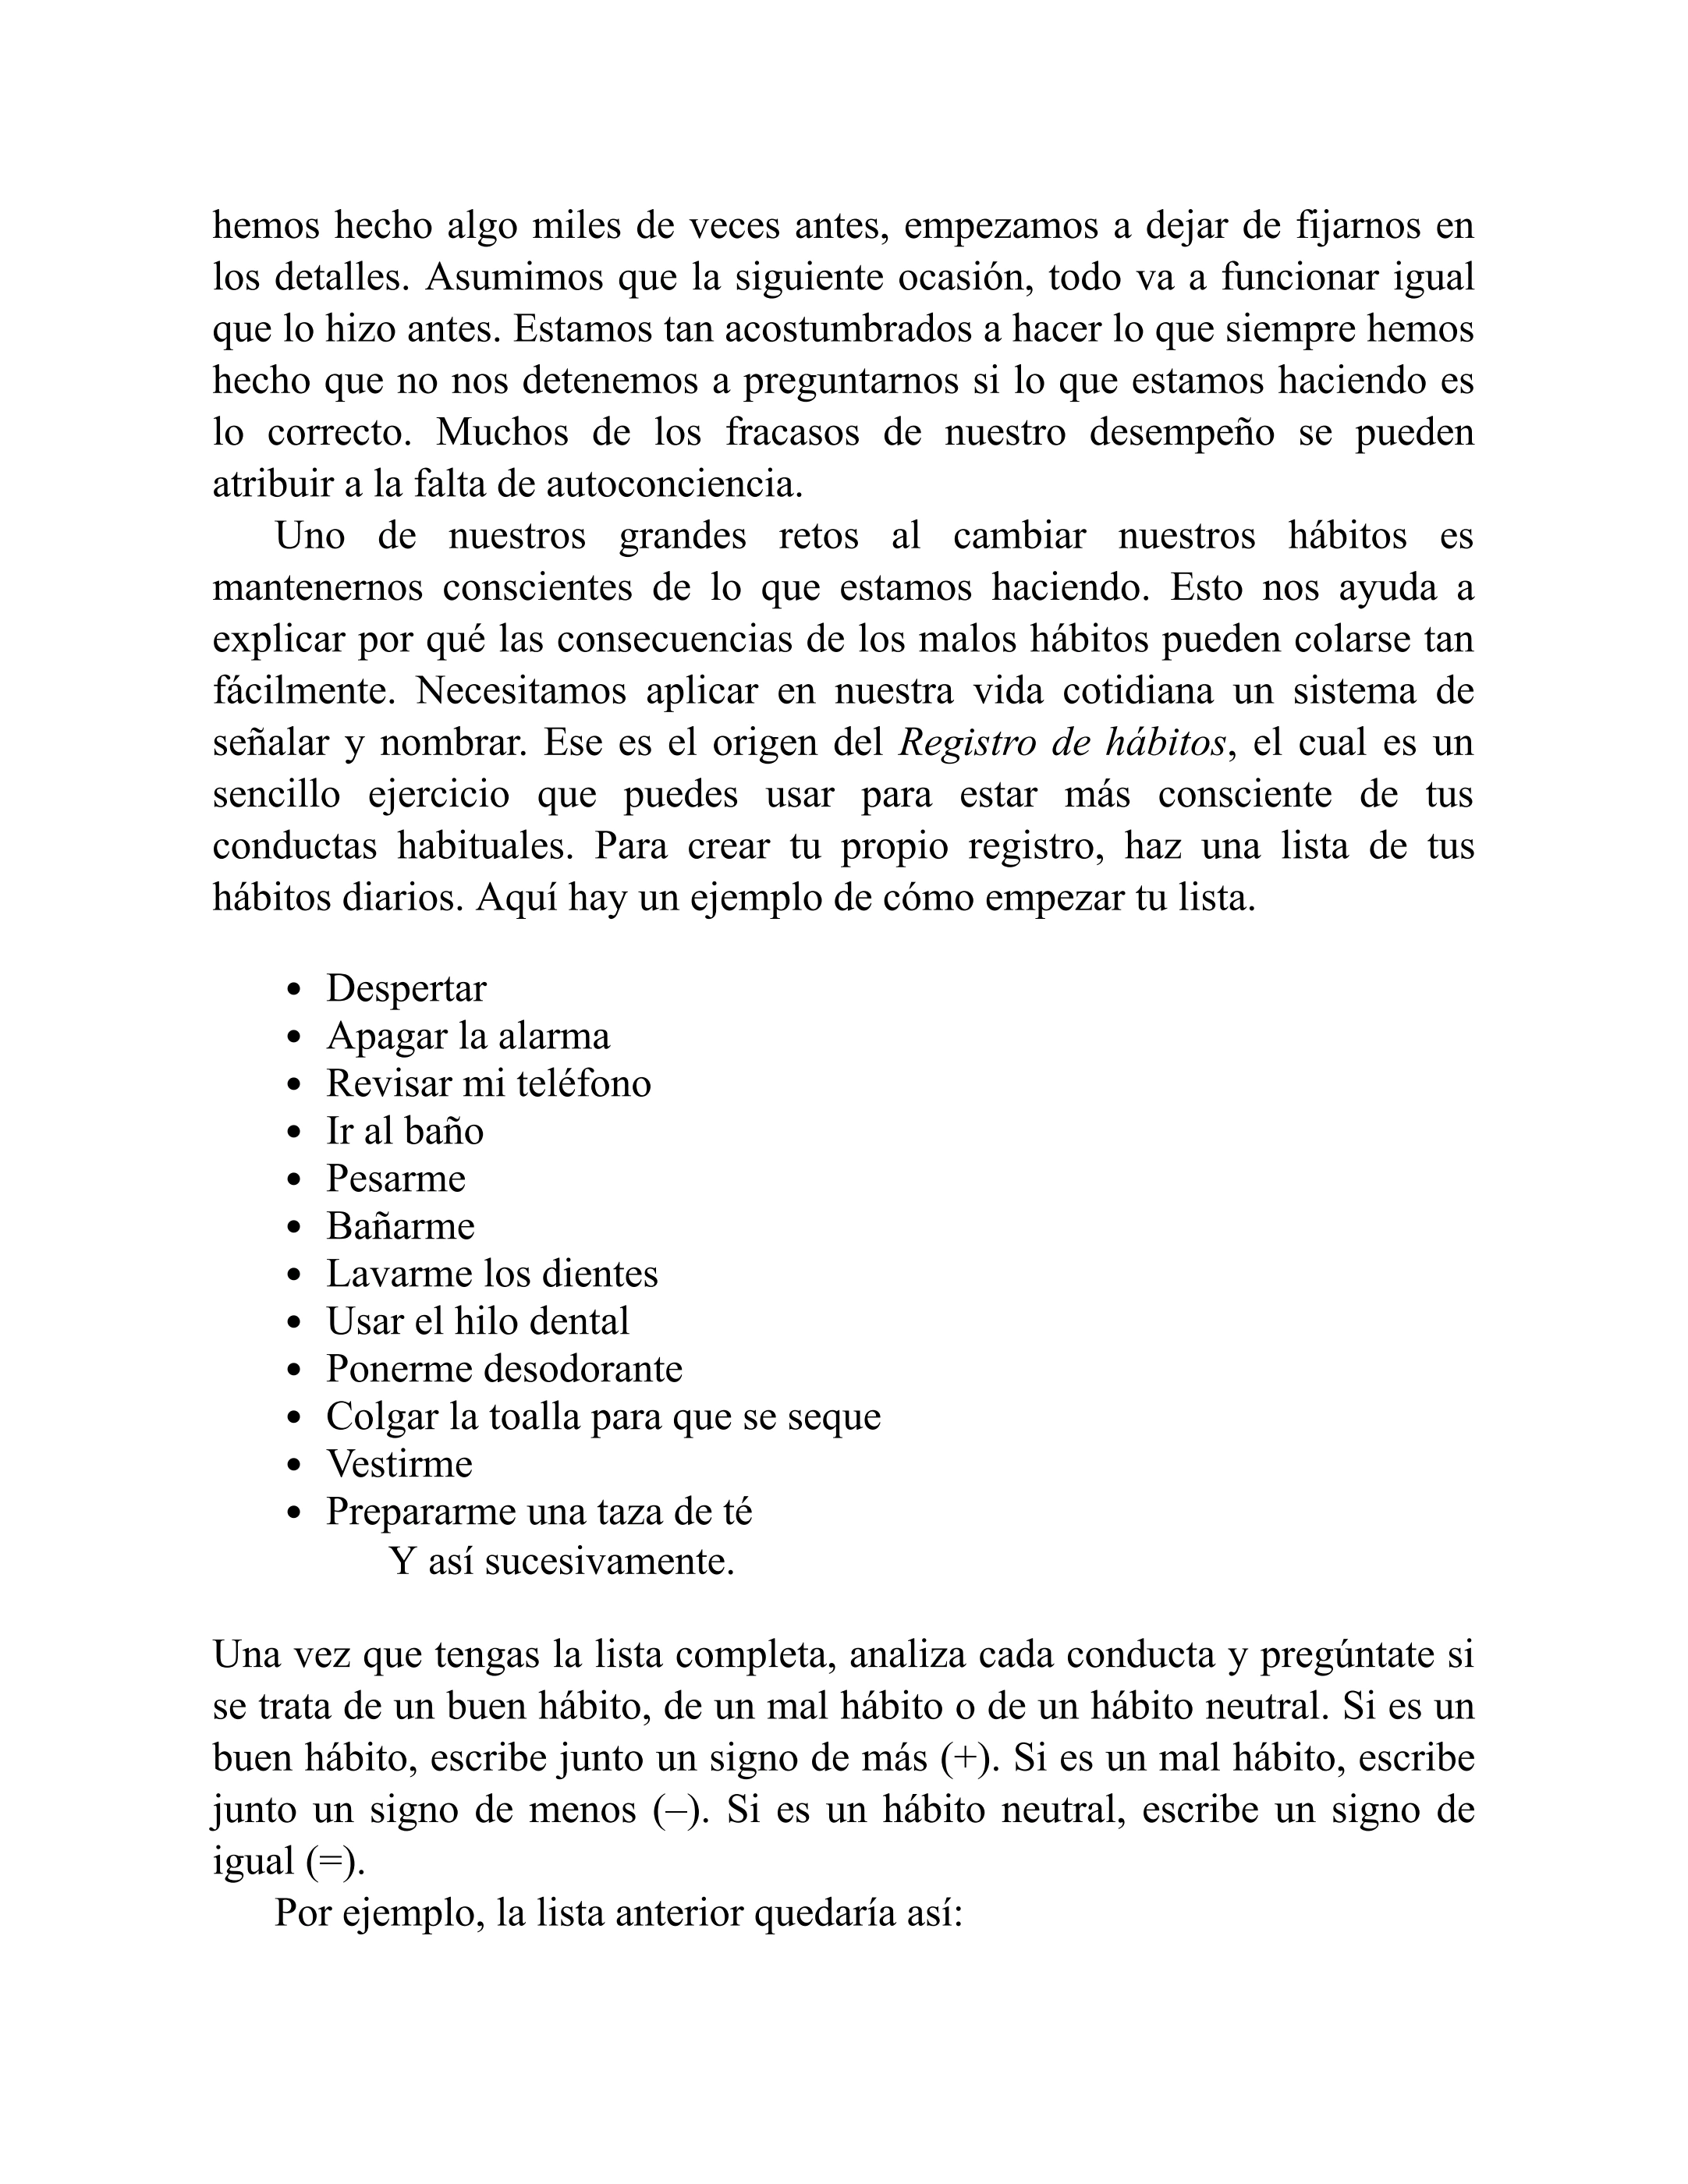 hemos hecho algo miles de veces antes, empezamos a dejar de fijarnos en
los detalles. Asumimos que la siguiente ocasión, todo va a funcionar igual
que lo hizo antes. Estamos tan acostumbrados a hacer lo que siempre hemos
hecho que no nos detenemos a preguntarnos si lo que estamos haciendo es
lo correcto. Muchos de los fracasos de nuestro desempeño se pueden
atribuir a la falta de autoconciencia.
Uno de nuestros grandes retos al cambiar nuestros hábitos es
mantenernos conscientes de lo que estamos haciendo. Esto nos ayuda a
explicar por qué las consecuencias de los malos hábitos pueden colarse tan
fácilmente. Necesitamos aplicar en nuestra vida cotidiana un sistema de
señalar y nombrar. Ese es el origen del Registro de hábitos, el cual es un
sencillo ejercicio que puedes usar para estar más consciente de tus
conductas habituales. Para crear tu propio registro, haz una lista de tus
hábitos diarios. Aquí hay un ejemplo de cómo empezar tu lista.
• Despertar
• Apagar la alarma
• Revisar mi teléfono
• Ir al baño
• Pesarme
• Bañarme
• Lavarme los dientes
• Usar el hilo dental
• Ponerme desodorante
• Colgar la toalla para que se seque
• Vestirme
• Prepararme una taza de té
Y así sucesivamente.
Una vez que tengas la lista completa, analiza cada conducta y pregúntate si
se trata de un buen hábito, de un mal hábito o de un hábito neutral. Si es un
buen hábito, escribe junto un signo de más (+). Si es un mal hábito, escribe
junto un signo de menos (–). Si es un hábito neutral, escribe un signo de
igual (=).
Por ejemplo, la lista anterior quedaría así: